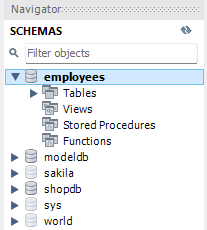 Navigator
SCHEMAS
Filter objects
employees
Tables
Views
Stored Procedures
Functions
modeldb
sakila
shopdb
sys
world